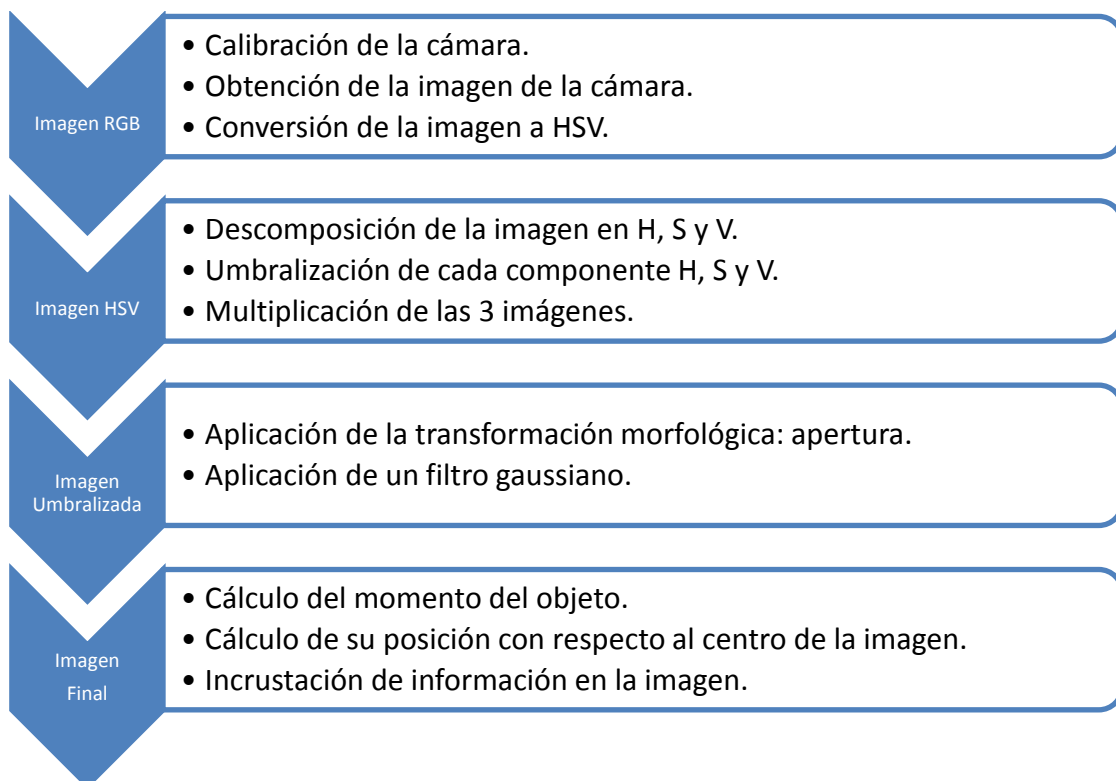 Imagen RGB
• Calibración de la cámara.
• Obtención de la imagen de la cámara.
• Conversión de la imagen a HSV.
Imagen HSV
• Descomposición de la imagen en H, S y V.
• Umbralización de cada componente H, S y V.
• Multiplicación de las 3 imágenes.
Imagen
Umbralizada
• Aplicación de la transformación morfológica: apertura.
• Aplicación de un filtro gaussiano.
Imagen
Final
• Cálculo del momento del objeto.
• Cálculo de su posición con respecto al centro de la imagen.
• Incrustación de información en la imagen.